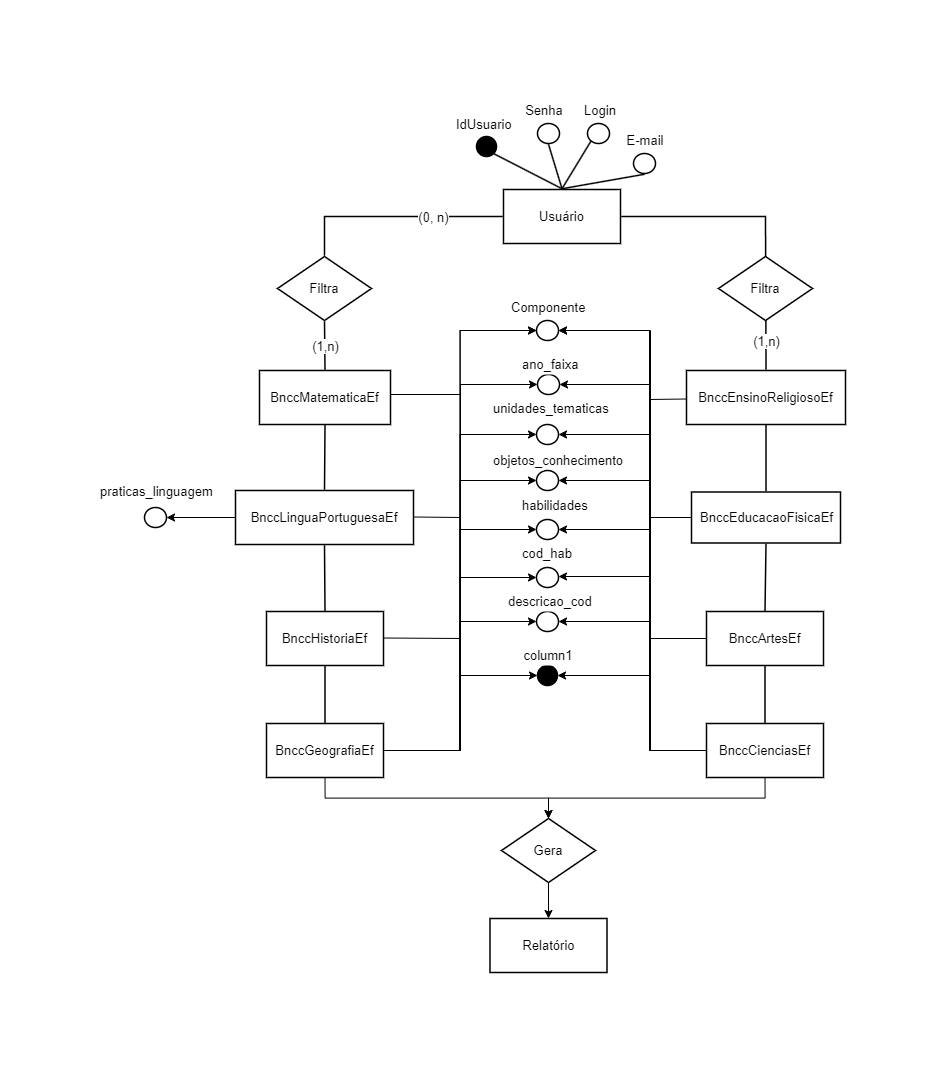 Senha
Login
IdUsuario
E-mail
Usuário
(0, n)
Filtra
Filtra
Componente
(1,n)
(1,n)
ano_faixa
BnccMatematicaEf
BnccEnsinoReligiosoEf
unidades_tematicas
objetos_conhecimento
praticas_linguagem
habilidades
BnccLinguaPortuguesaEf
BnccEducacaoFisicaEf
cod_hab
descricao_cod
BnccHistoriaEf
BnccArtesEf
column1
BnccGeografiaEf
BnccCienciasEf
Gera
Relatório